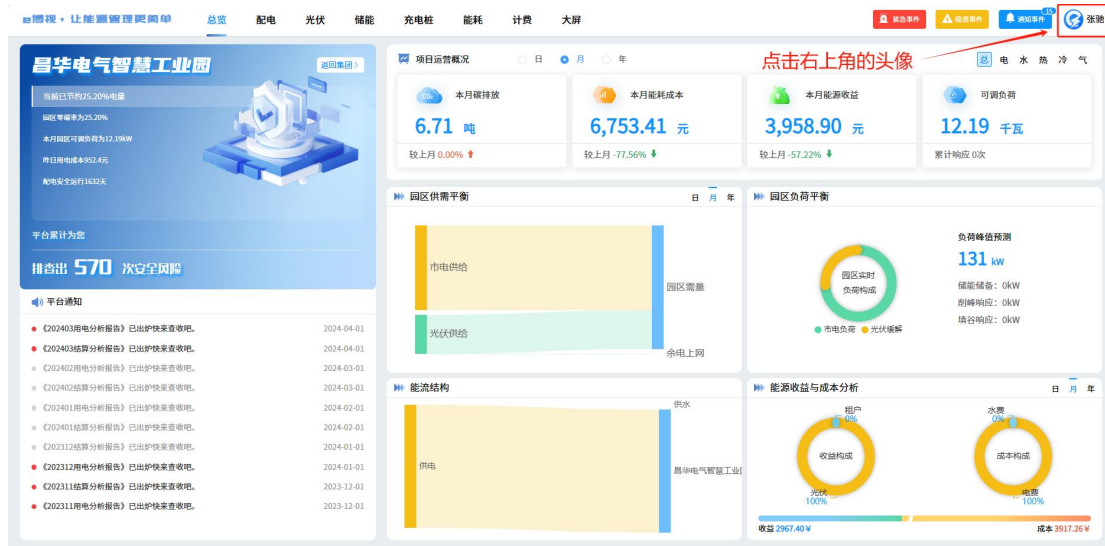 e博视·让能源管理更简单
总览 配电 光伏 储能 充电桩 能耗 计费 大屏
紧急事件 隐患事件 通知事件 15 张驰
昌华电气智慧工业园 返回集团>
当前已节约25.20%电量
园区零碳率为25.20%
本月园区可调负荷为12.19kW
昨日用电成本952.4元
配电安全运行1632天
平台累计为您
排查出 570 次安全风险
平台通知
《202403用电分析报告》已出炉快来查收吧。 2024-04-01
《202403结算分析报告》已出炉快来查收吧。 2024-04-01
《202402用电分析报告》已出炉快来查收吧。 2024-03-01
《202402结算分析报告》已出炉快来查收吧。 2024-03-01
《202401用电分析报告》已出炉快来查收吧。 2024-02-01
《202401结算分析报告》已出炉快来查收吧。 2024-02-01
《202312结算分析报告》已出炉快来查收吧。 2024-01-01
《202312用电分析报告》已出炉快来查收吧。 2024-01-01
《202311结算分析报告》已出炉快来查收吧。 2023-12-01
《202311用电分析报告》已出炉快来查收吧。 2023-12-01
项目运营概况 日 月 年
点击右上角的头像
总 电 水 热 冷 气
CO₂ 本月碳排放
6.71 吨
较上月 0.00%
本月能耗成本
6,753.41 元
较上月 -77.56%
本月能源收益
3,958.90 元
较上月 -57.22%
可调负荷
12.19 千瓦
累计响应 0次
园区供需平衡 日 月 年
市电供给
园区需量
光伏供给
余电上网
园区负荷平衡
园区实时
负荷构成
市电负荷 光伏缓解
负荷峰值预测
131 kW
储能储备：0kW
削峰响应：0kW
填谷响应：0kW
能流结构
供水
供电
昌华电气智慧工业
能源收益与成本分析 日 月 年
租户
0%
收益构成
光伏
100%
水费
0%
成本构成
电费
100%
收益 2967.40￥ 成本 3917.26￥